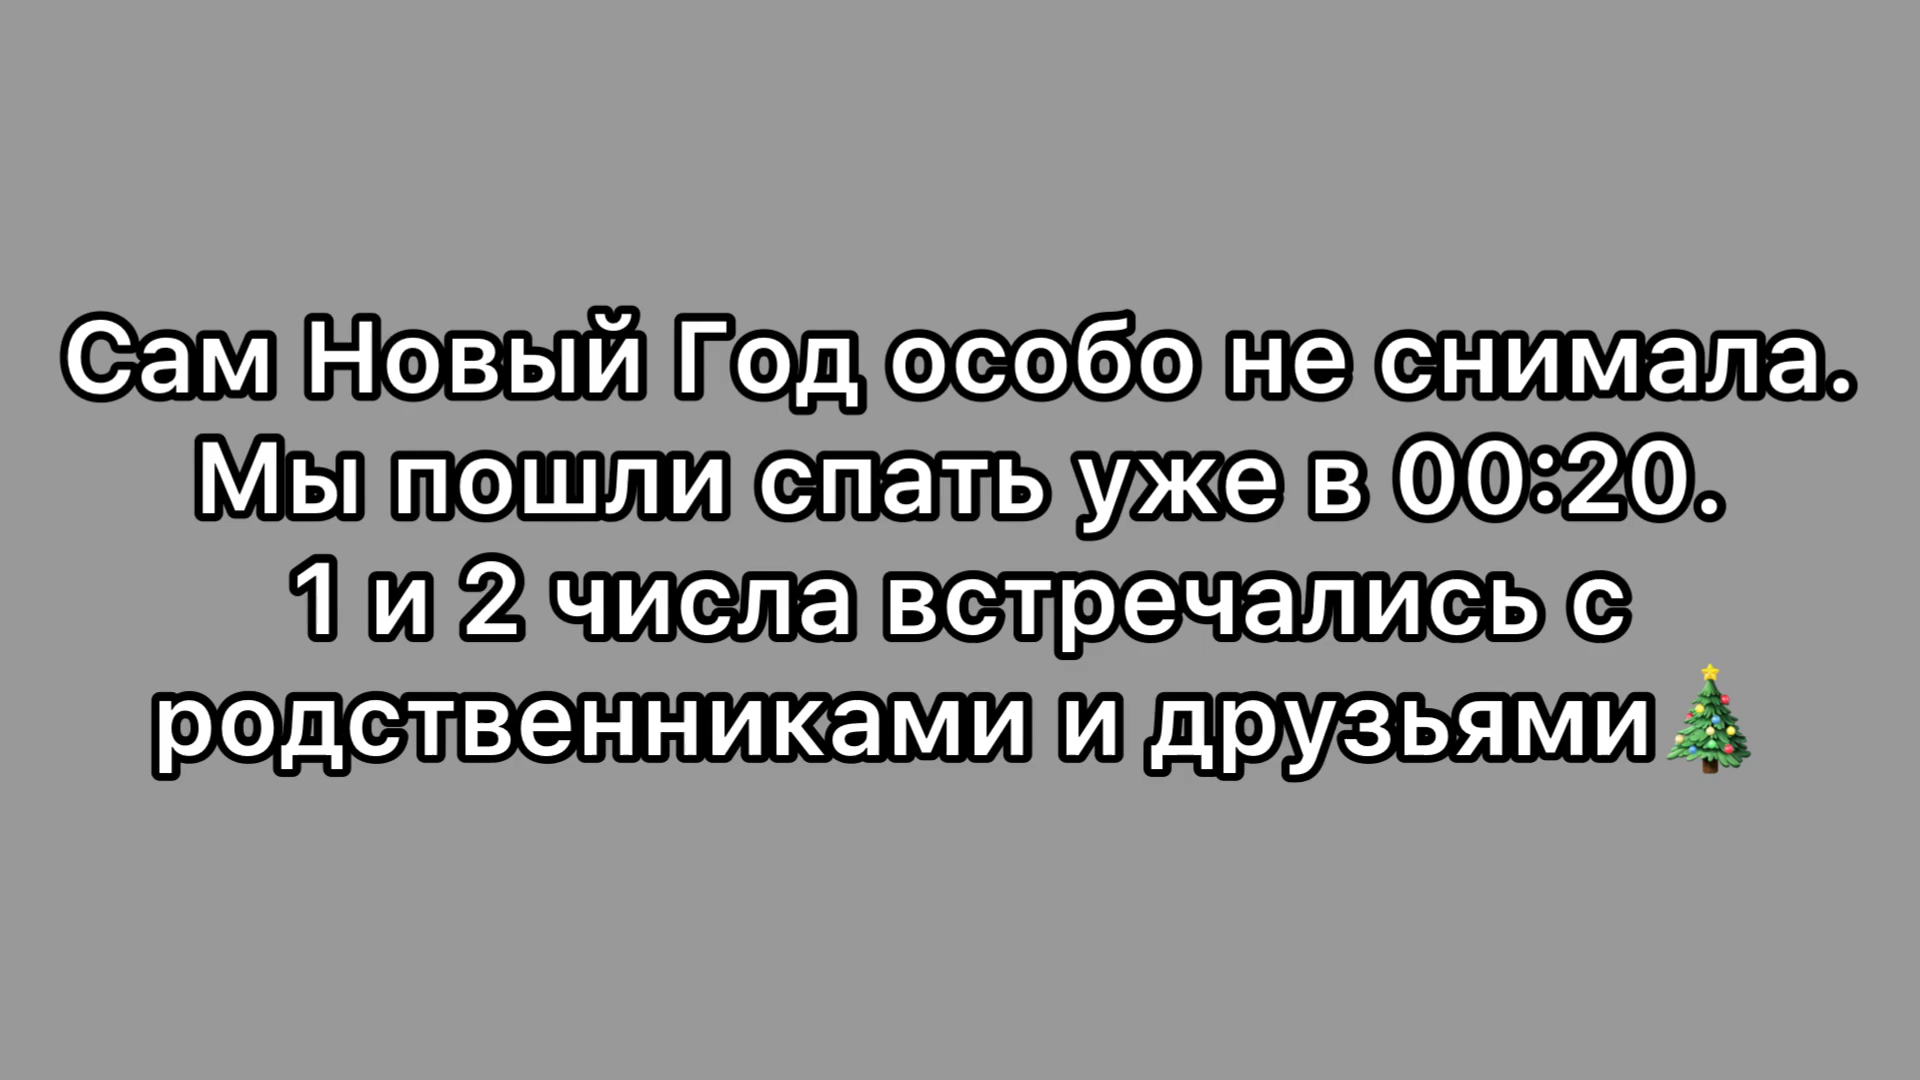 Сам Новый Год особо не снимала.
Мы пошли спать уже в 00:20.
1 и 2 числа встречались с
родственниками и друзьями🎄